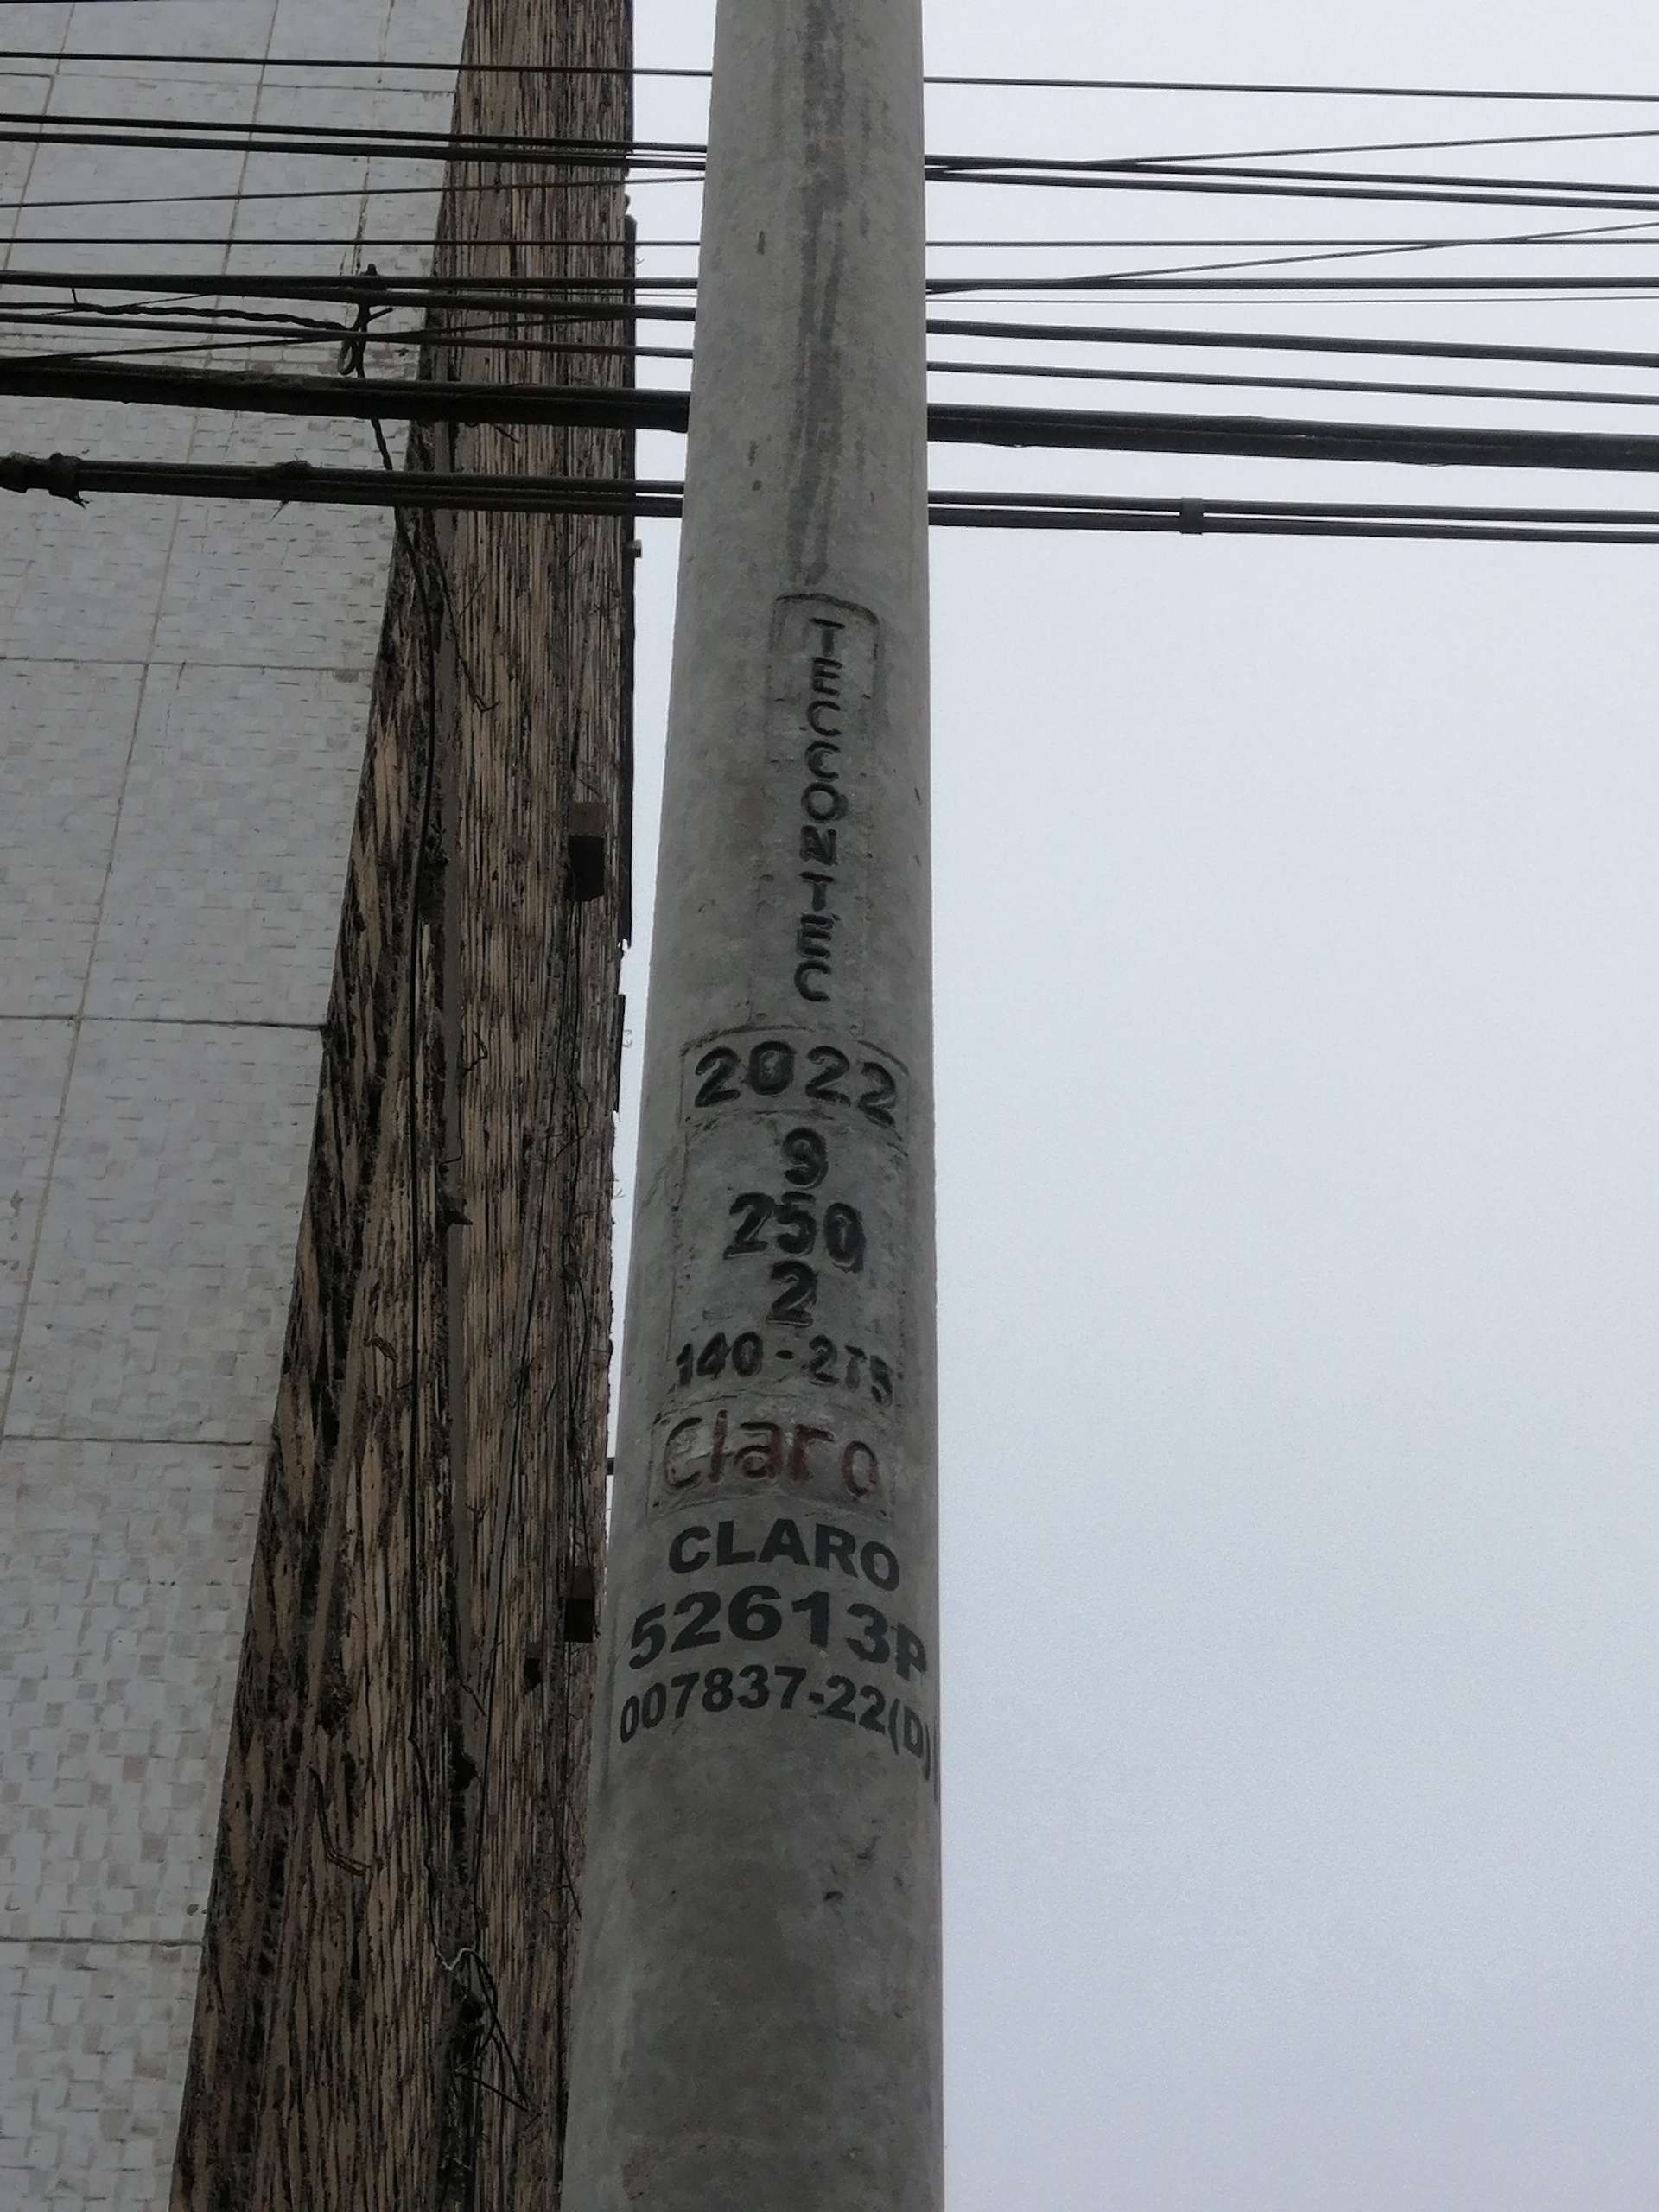 TECCONTEC
2022
9
250
2
140-275
Claro
CLARO
52613P
007837-22(D)